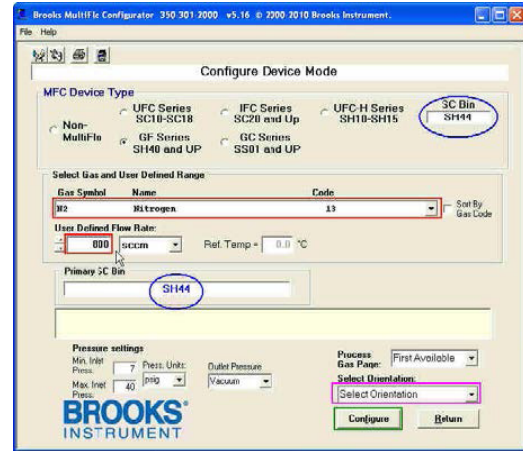 Brooks MultiFlo Configurator 350 301-2000 v5.16 © 2000-2010 Brooks Instrument.
File Help
Configure Device Mode
MFC Device Type
Non-MultiFlo
UFC Series SC10-SC18
IFC Series SC20 and Up
UFC-H Series SH10-SH15
GF Series SH40 and UP
GC Series SS01 and UP
SC Bin
SH44
Select Gas and User Defined Range
Gas Symbol Name Code
N2 Nitrogen 13
Sort By Gas Code
User Defined Flow Rate:
800 sccm Ref. Temp = 0.0 °C
Primary SC Bin
SH44
Pressure settings
Min. Inlet Press. 7 Press. Units: psig
Max. Inlet Press. 40
Outlet Pressure
Vacuum
Process Gas Page: First Available
Select Orientation:
Select Orientation
Configure Return
BROOKS
INSTRUMENT